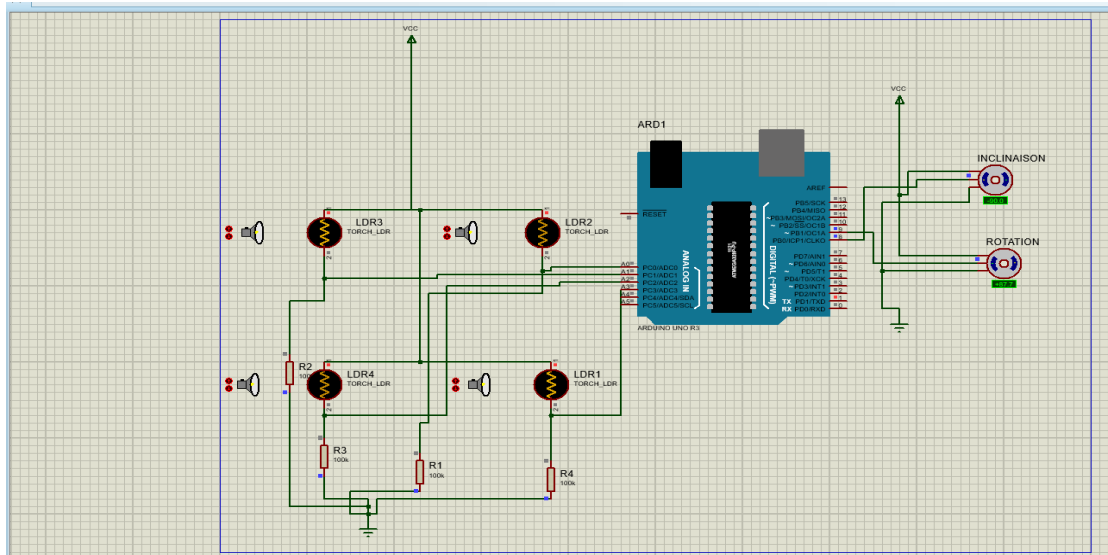 VCC
VCC
ARD1
INCLINAISON
AREF
LDR3
TORCH_LDR
LDR2
TORCH_LDR
RESET
PB5/SCK
13
PB4/MISO
12
~PB3/MOSI/OC2A
11
~ PB2/SS/OC1B
10
~ PB1/OC1A
9
PB0/ICP1/CLKO
8
ROTATION
ANALOG IN
DIGITAL (~PWM)
A0
PC0/ADC0
A1
PC1/ADC1
A2
PC2/ADC2
A3
PC3/ADC3
A4
PC4/ADC4/SDA
A5
PC5/ADC5/SCL
PD7/AIN1
7
~ PD6/AIN0
6
~ PD5/T1
5
PD4/T0/XCK
4
~ PD3/INT1
3
PD2/INT0
2
TX PD1/TXD
1
RX PD0/RXD
0
ARDUINO UNO R3
R2
LDR4
TORCH_LDR
LDR1
TORCH_LDR
R3
100k
R1
100k
R4
100k